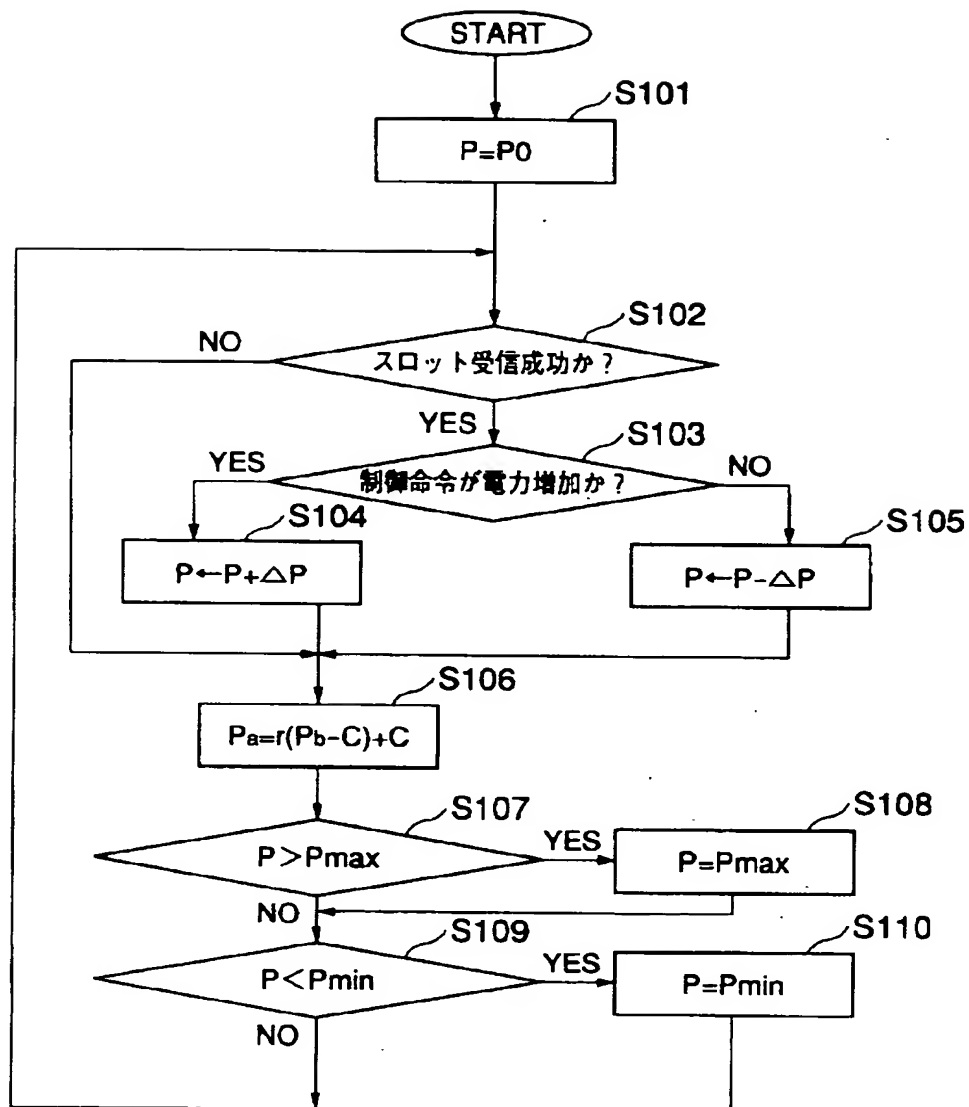 START
S101
P=P0
S102
NO
スロット受信成功か?
YES
S103
YES
制御命令が電力増加か?
NO
S104
P←P+△P
S105
P←P-△P
S106
Pa=r(Pb-C)+C
S107
P>Pmax
YES
S108
P=Pmax
NO
S109
P<Pmin
YES
S110
P=Pmin
NO